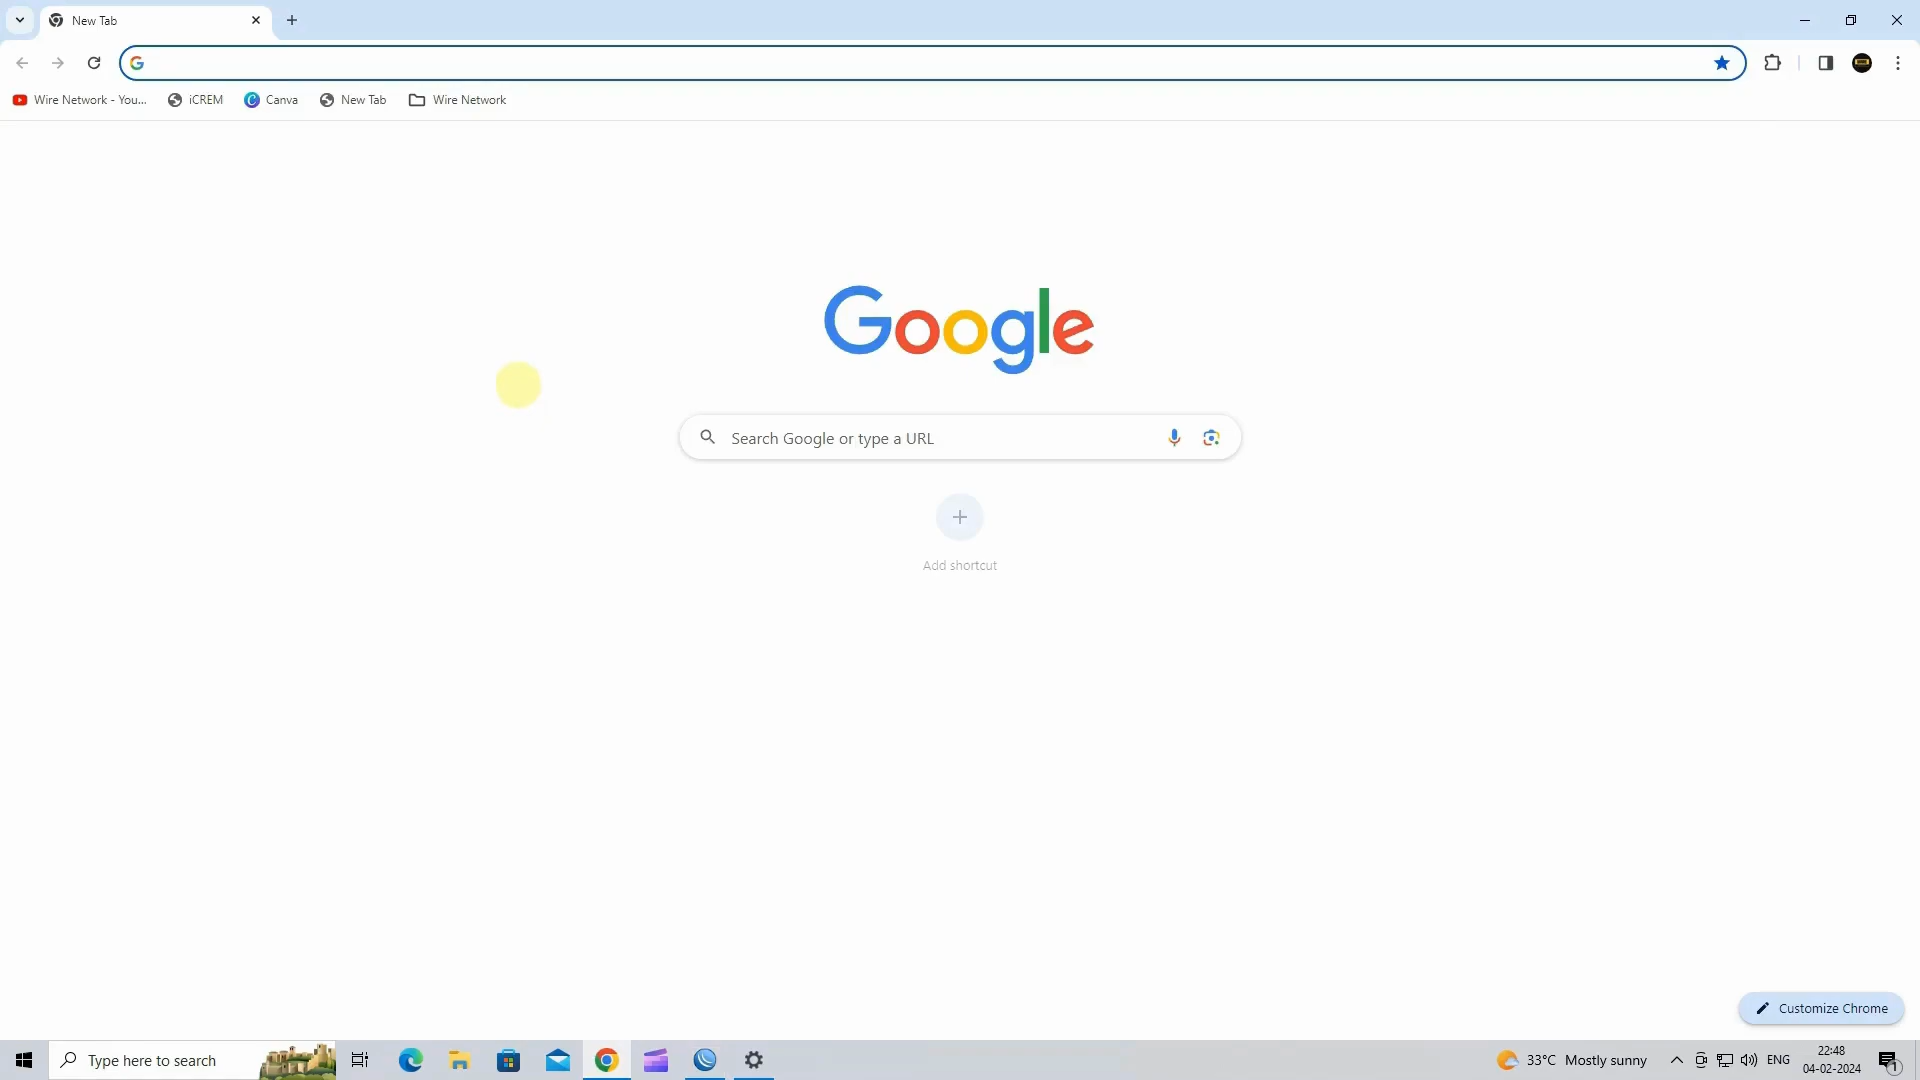 New Tab
Wire Network - You...
iCREM
Canva
New Tab
Wire Network
Google
Search Google or type a URL
Add shortcut
Customize Chrome
Type here to search
33°C Mostly sunny
ENG
22:48
04-02-2024
1